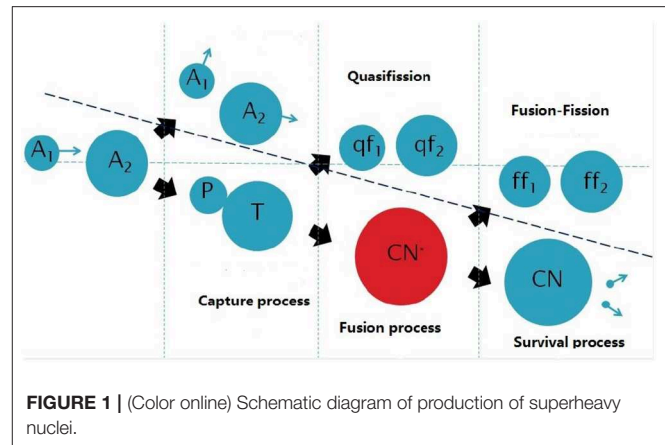 A₁
A₂
A₁
A₂
P
T
Capture process
Quasifission
qf₁
qf₂
CN*
Fusion process
Fusion-Fission
ff₁
ff₂
CN
Survival process
FIGURE 1 | (Color online) Schematic diagram of production of superheavy
nuclei.